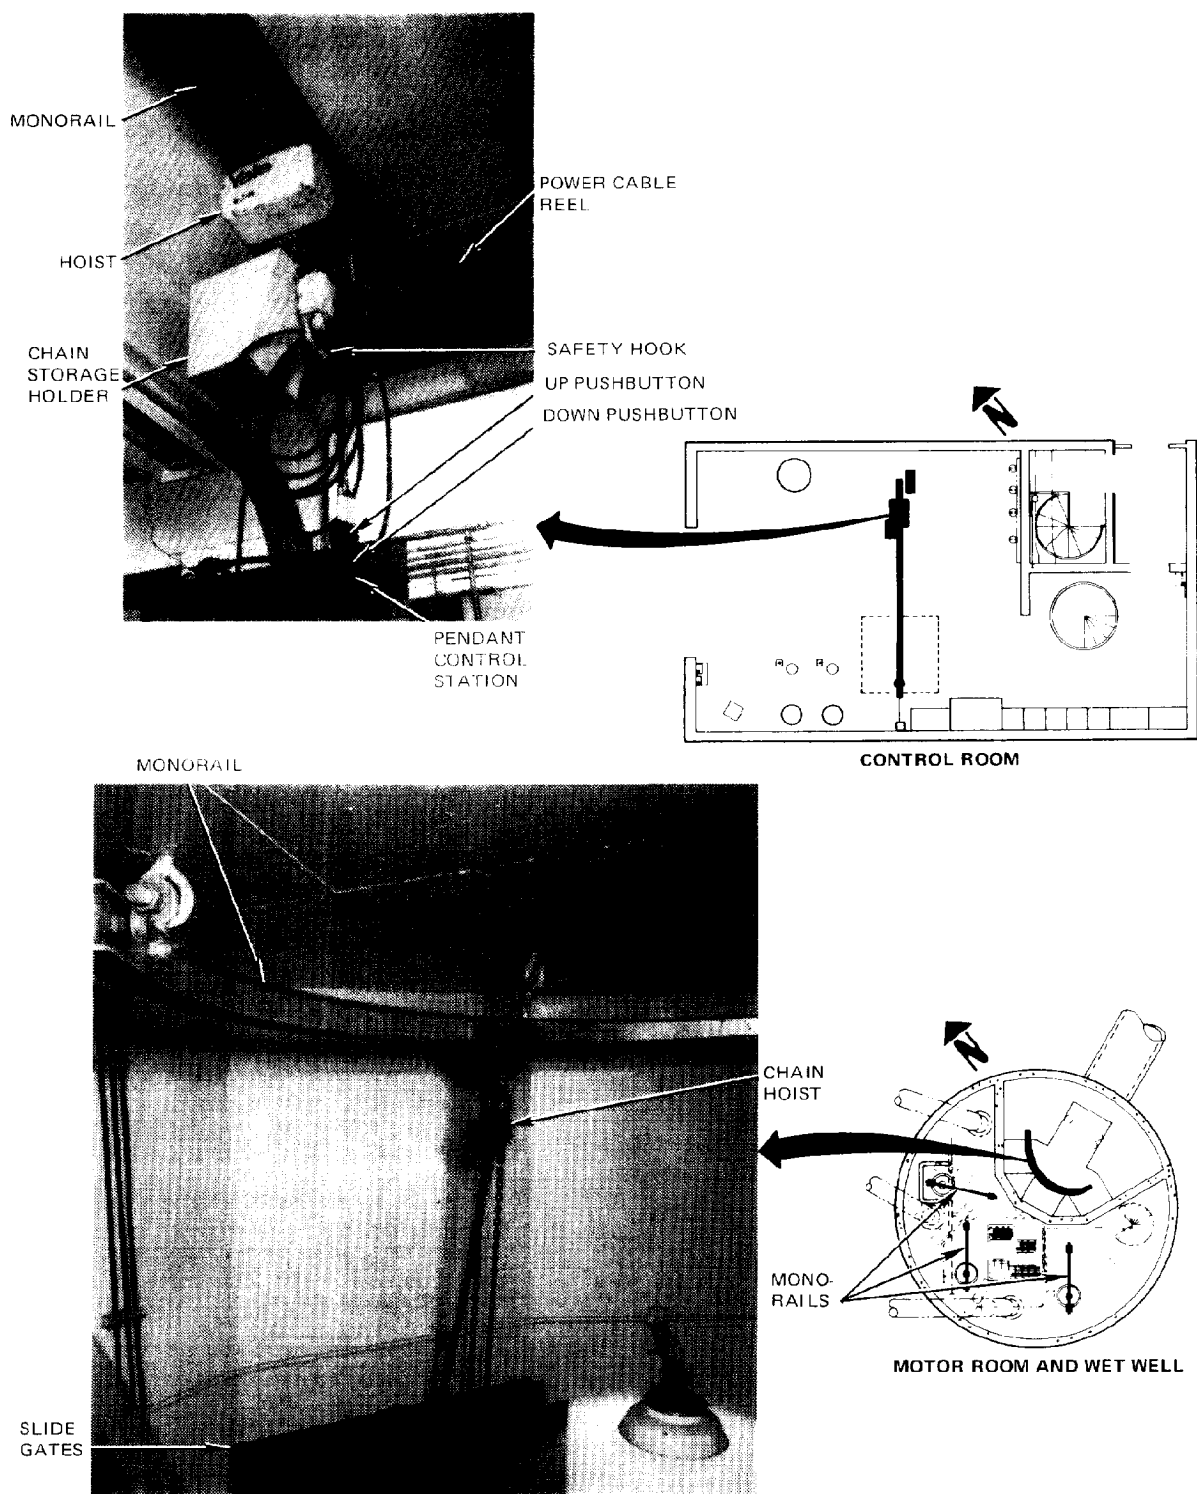 MONORAIL
POWER CABLE
REEL
HOIST
CHAIN
STORAGE
HOLDER
SAFETY HOOK
UP PUSHBUTTON
DOWN PUSHBUTTON
N
PENDANT
CONTROL
STATION
CONTROL ROOM
MONORAIL
N
CHAIN
HOIST
MONO-
RAILS
MOTOR ROOM AND WET WELL
SLIDE
GATES